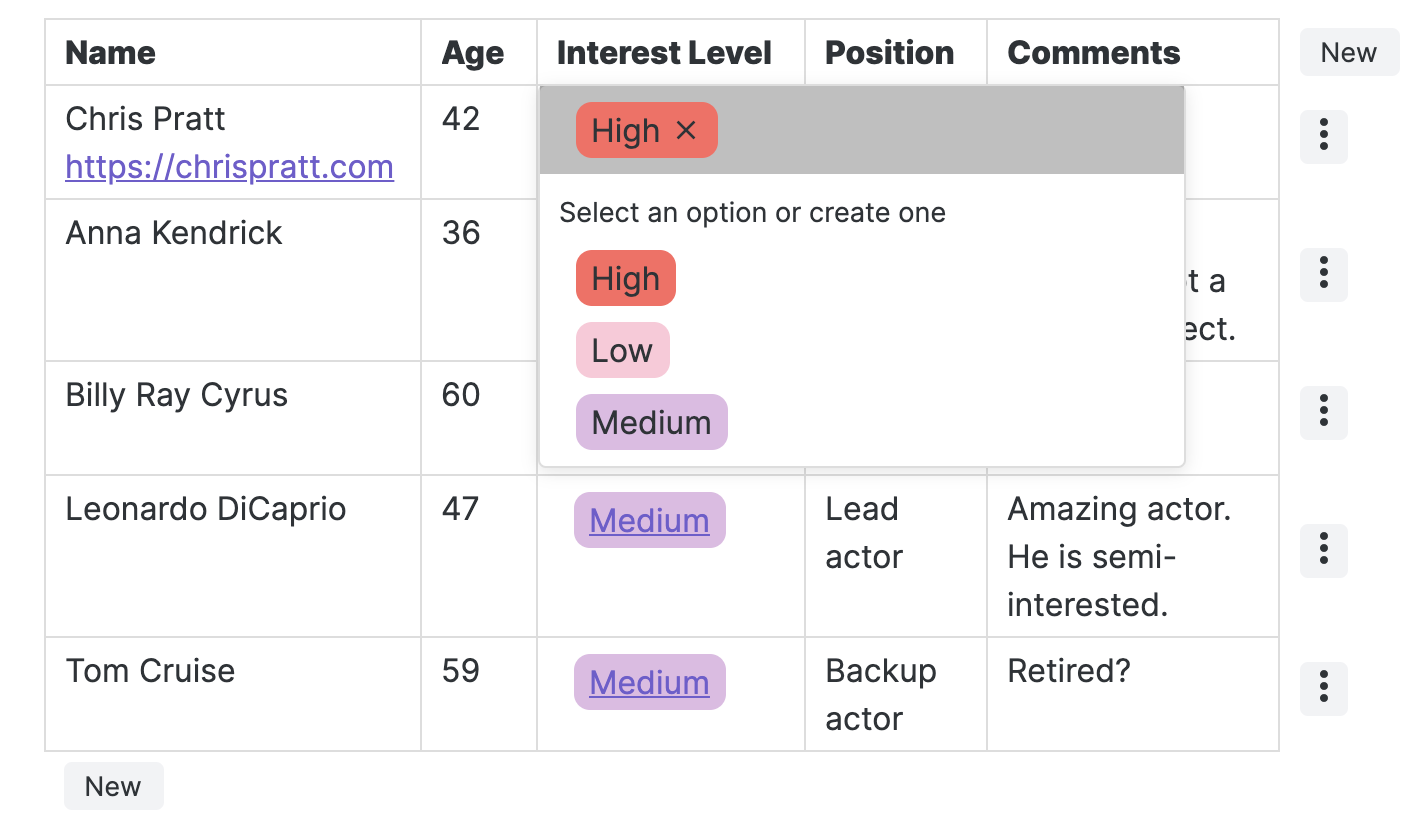 Name Age Interest Level Position Comments New
Chris Pratt 42 High ×
https://chrispratt.com
Select an option or create one
Anna Kendrick 36
High
t a
ect.
Low
Billy Ray Cyrus 60
Medium
Leonardo DiCaprio 47 Medium Lead Amazing actor.
actor He is semi-
interested.
Tom Cruise 59 Medium Backup Retired?
actor
New